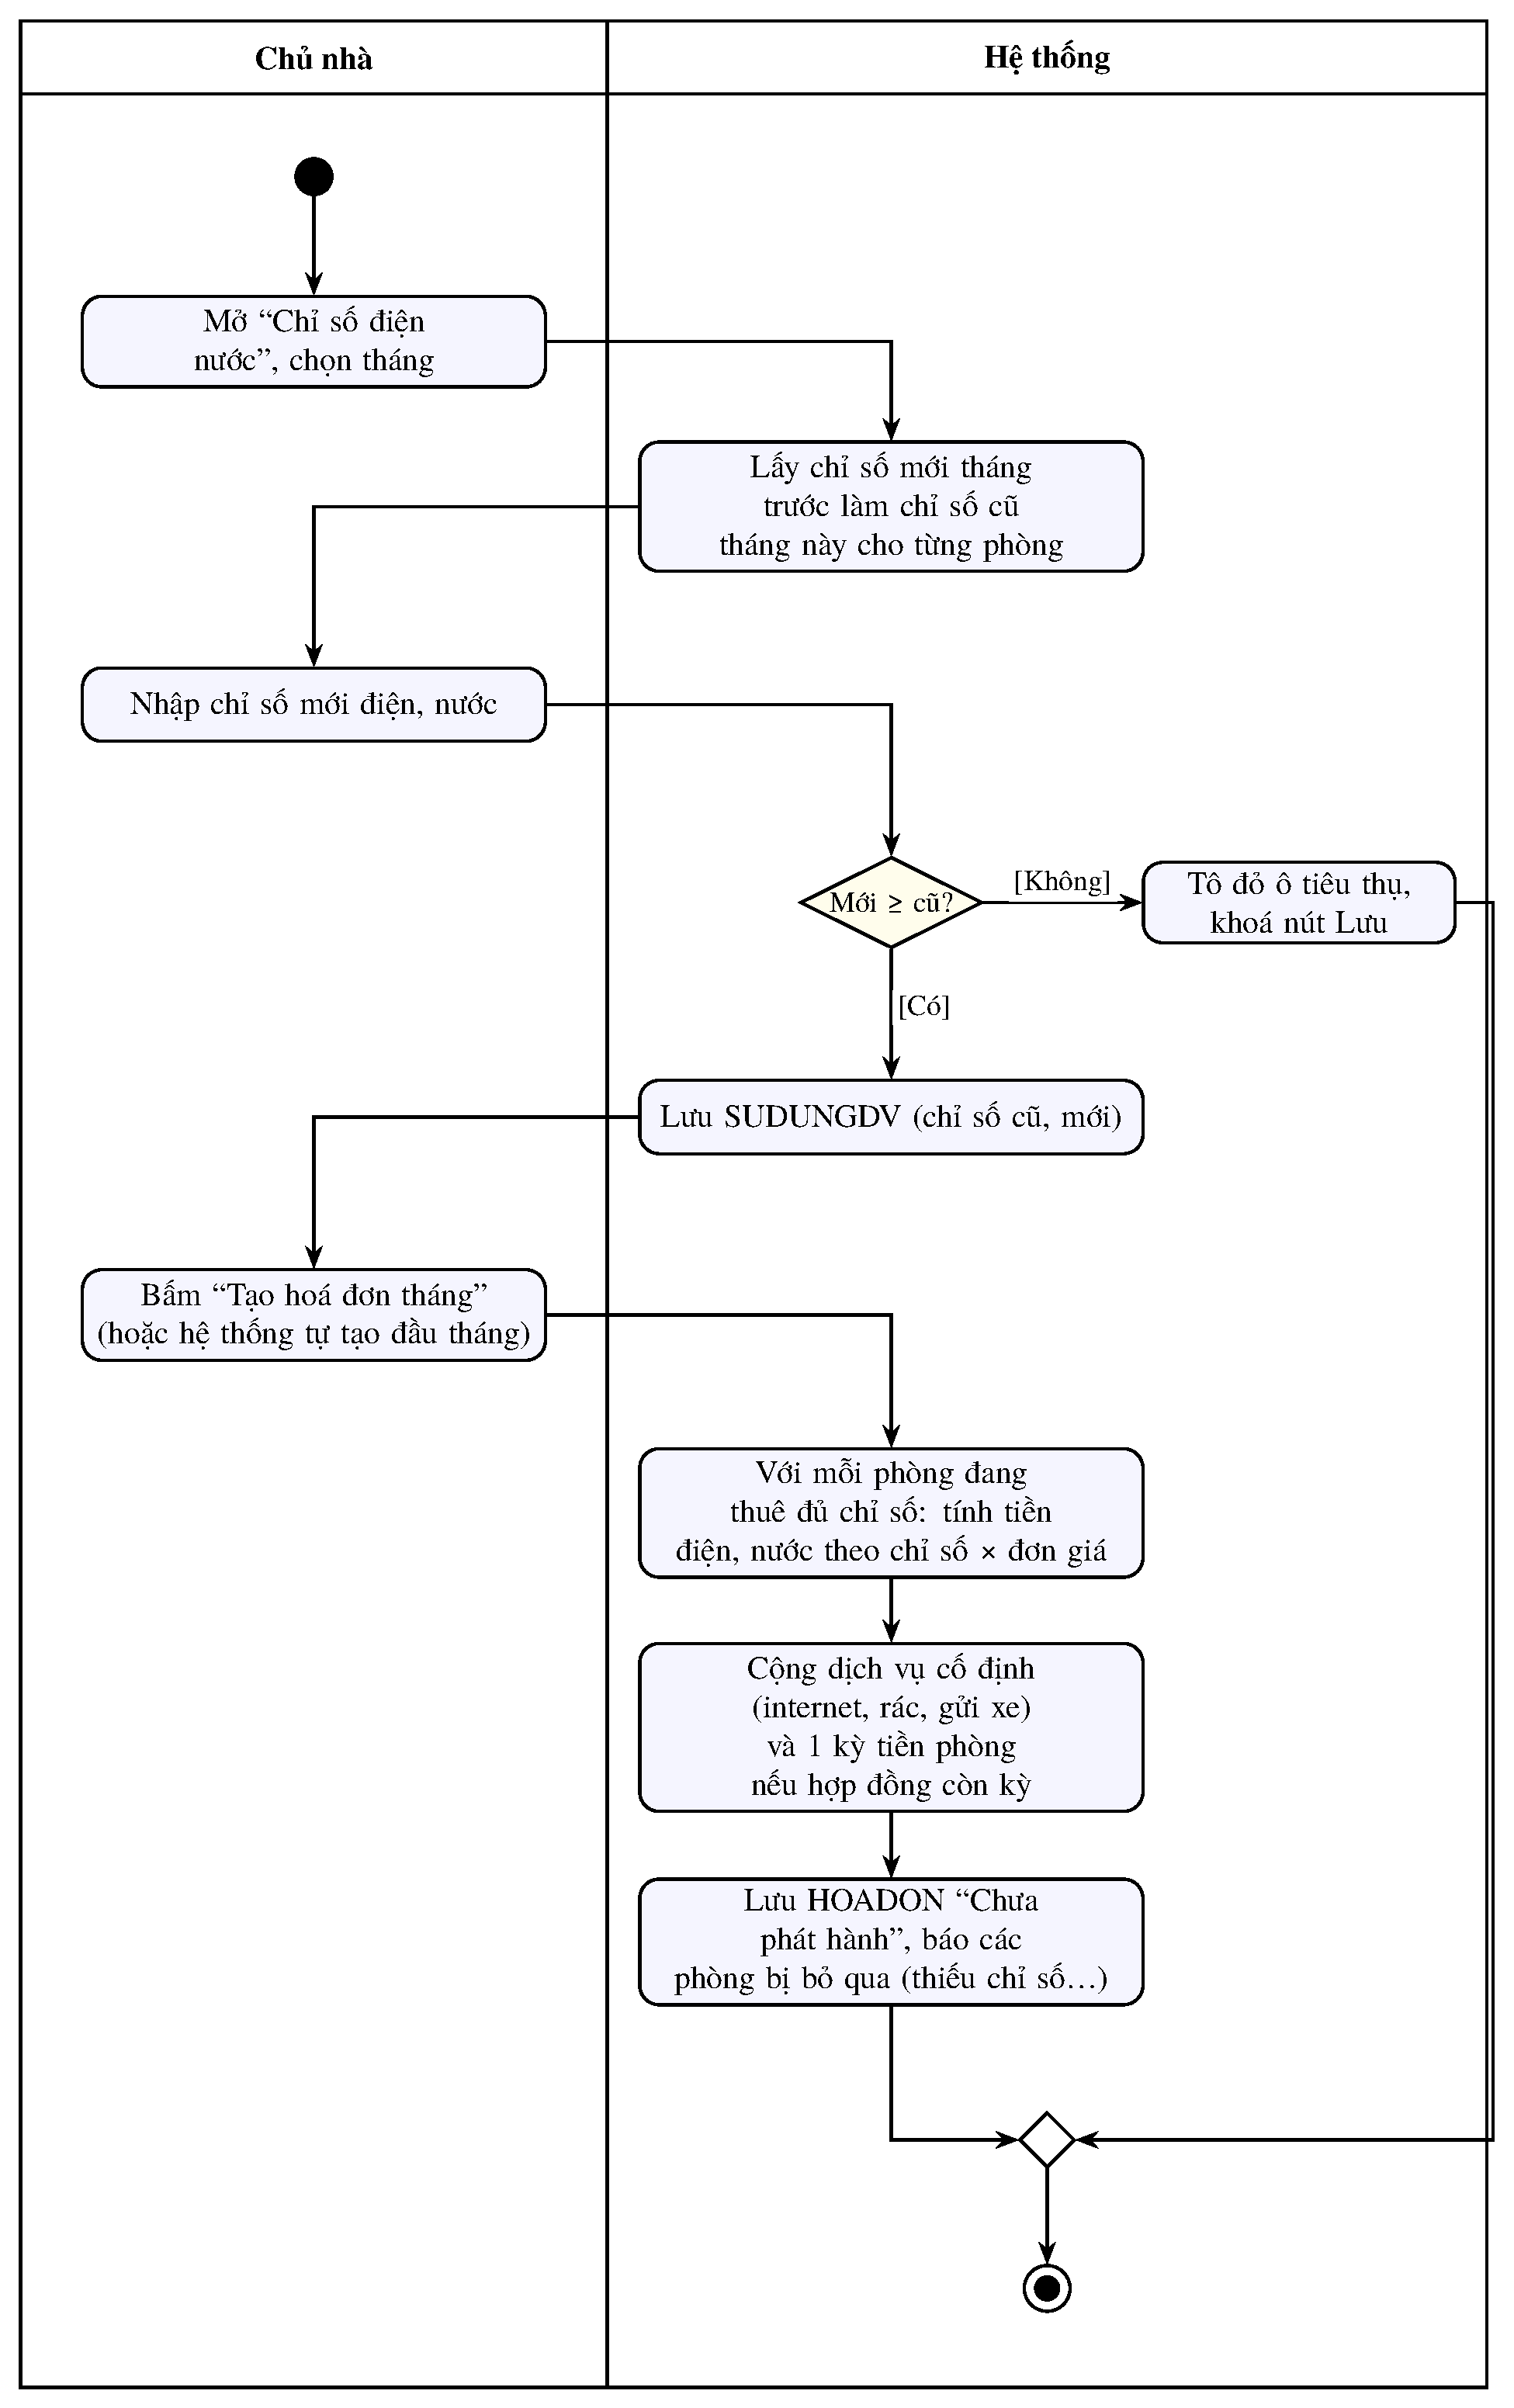 Chủ nhà
Hệ thống
Mở “Chỉ số điện
nước”, chọn tháng
Lấy chỉ số mới tháng
trước làm chỉ số cũ
tháng này cho từng phòng
Nhập chỉ số mới điện, nước
Mới ≥ cũ?
[Không]
Tô đỏ ô tiêu thụ,
khoá nút Lưu
[Có]
Lưu SUDUNGDV (chỉ số cũ, mới)
Bấm “Tạo hoá đơn tháng”
(hoặc hệ thống tự tạo đầu tháng)
Với mỗi phòng đang
thuê đủ chỉ số: tính tiền
điện, nước theo chỉ số × đơn giá
Cộng dịch vụ cố định
(internet, rác, gửi xe)
và 1 kỳ tiền phòng
nếu hợp đồng còn kỳ
Lưu HOADON “Chưa
phát hành”, báo các
phòng bị bỏ qua (thiếu chỉ số…)